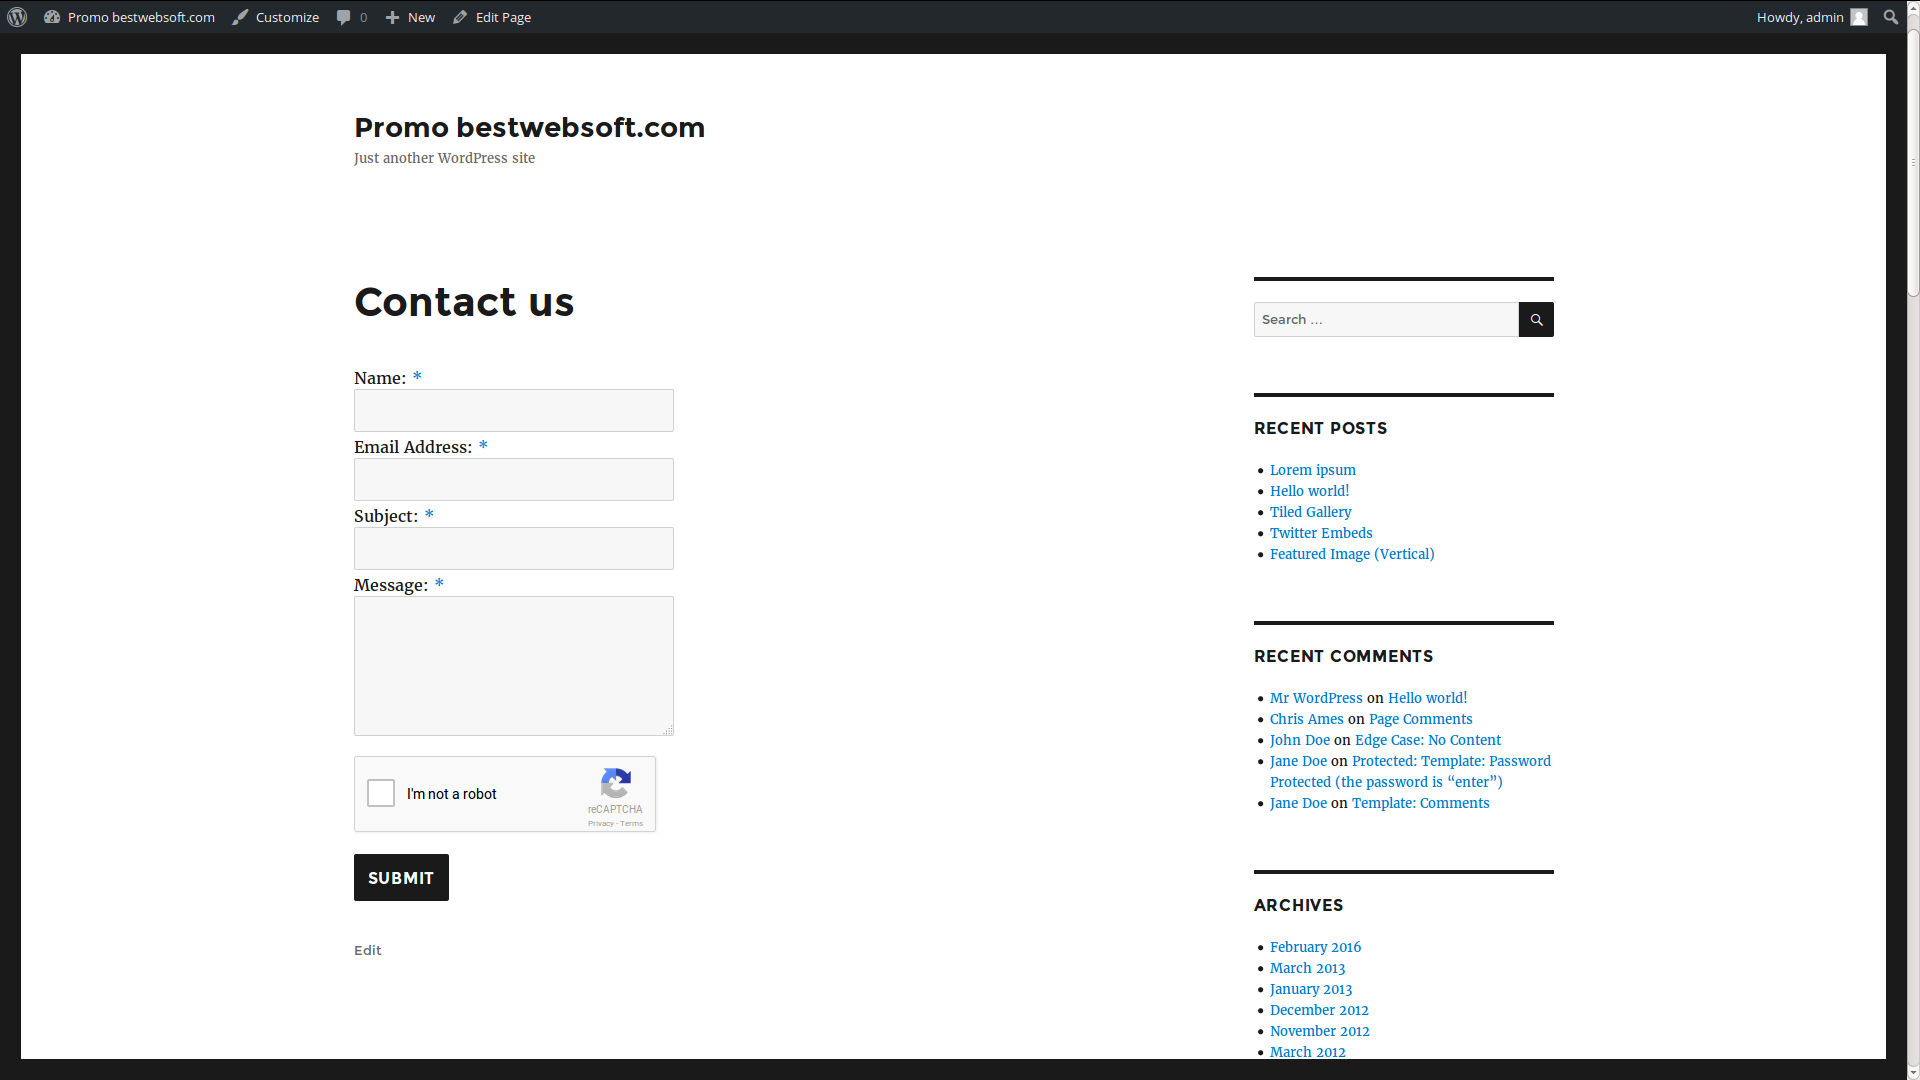 Promo bestwebsoft.com Customize 0 New Edit Page Howdy, admin
Promo bestwebsoft.com
Just another WordPress site
Contact us
Name: *
Email Address: *
Subject: *
Message: *
I'm not a robot
reCAPTCHA
Privacy - Terms
SUBMIT
Edit
Search ...
RECENT POSTS
Lorem ipsum
Hello world!
Tiled Gallery
Twitter Embeds
Featured Image (Vertical)
RECENT COMMENTS
Mr WordPress on Hello world!
Chris Ames on Page Comments
John Doe on Edge Case: No Content
Jane Doe on Protected: Template: Password
Protected (the password is “enter”)
Jane Doe on Template: Comments
ARCHIVES
February 2016
March 2013
January 2013
December 2012
November 2012
March 2012